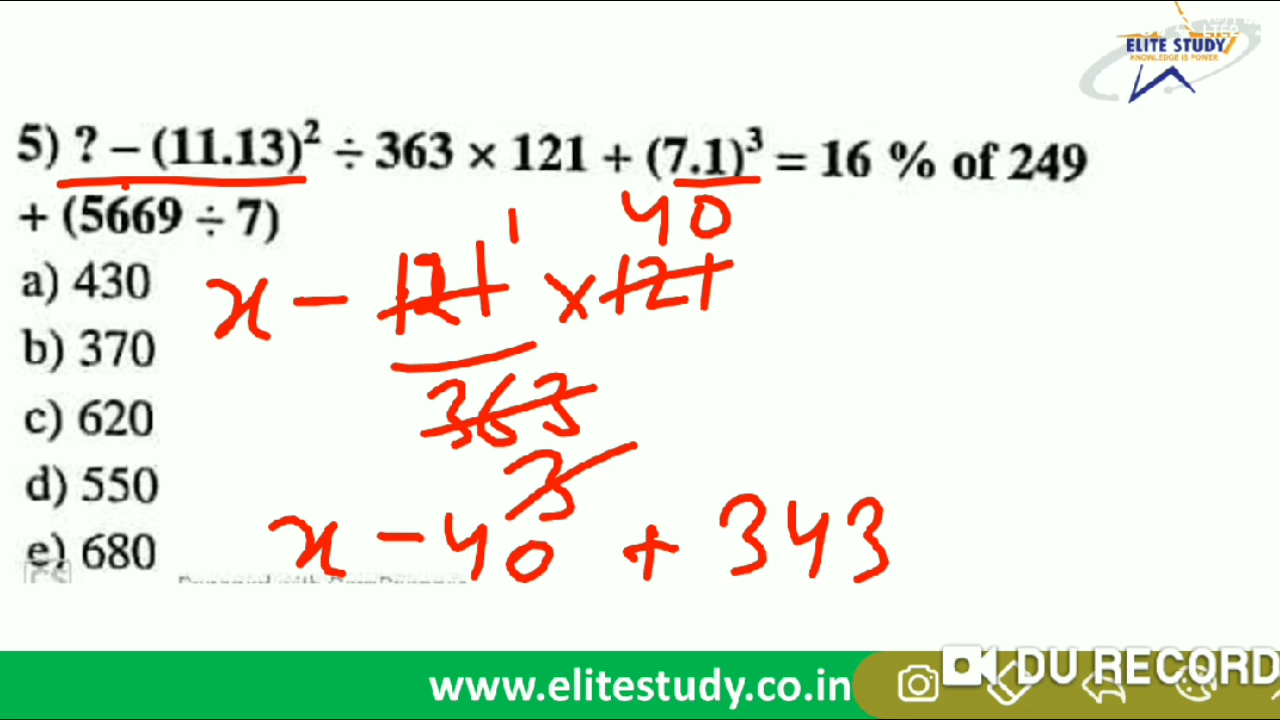 ELITE STUDY
KNOWLEDGE IS POWER
5) ? – (11.13)² ÷ 363 × 121 + (7.1)³ = 16 % of 249
+ (5669 ÷ 7)
a) 430
b) 370
c) 620
d) 550
e) 680
1 40
x – 121 × 121
363
3
x – 40 + 343
CS
www.elitestudy.co.in
DU RECORD